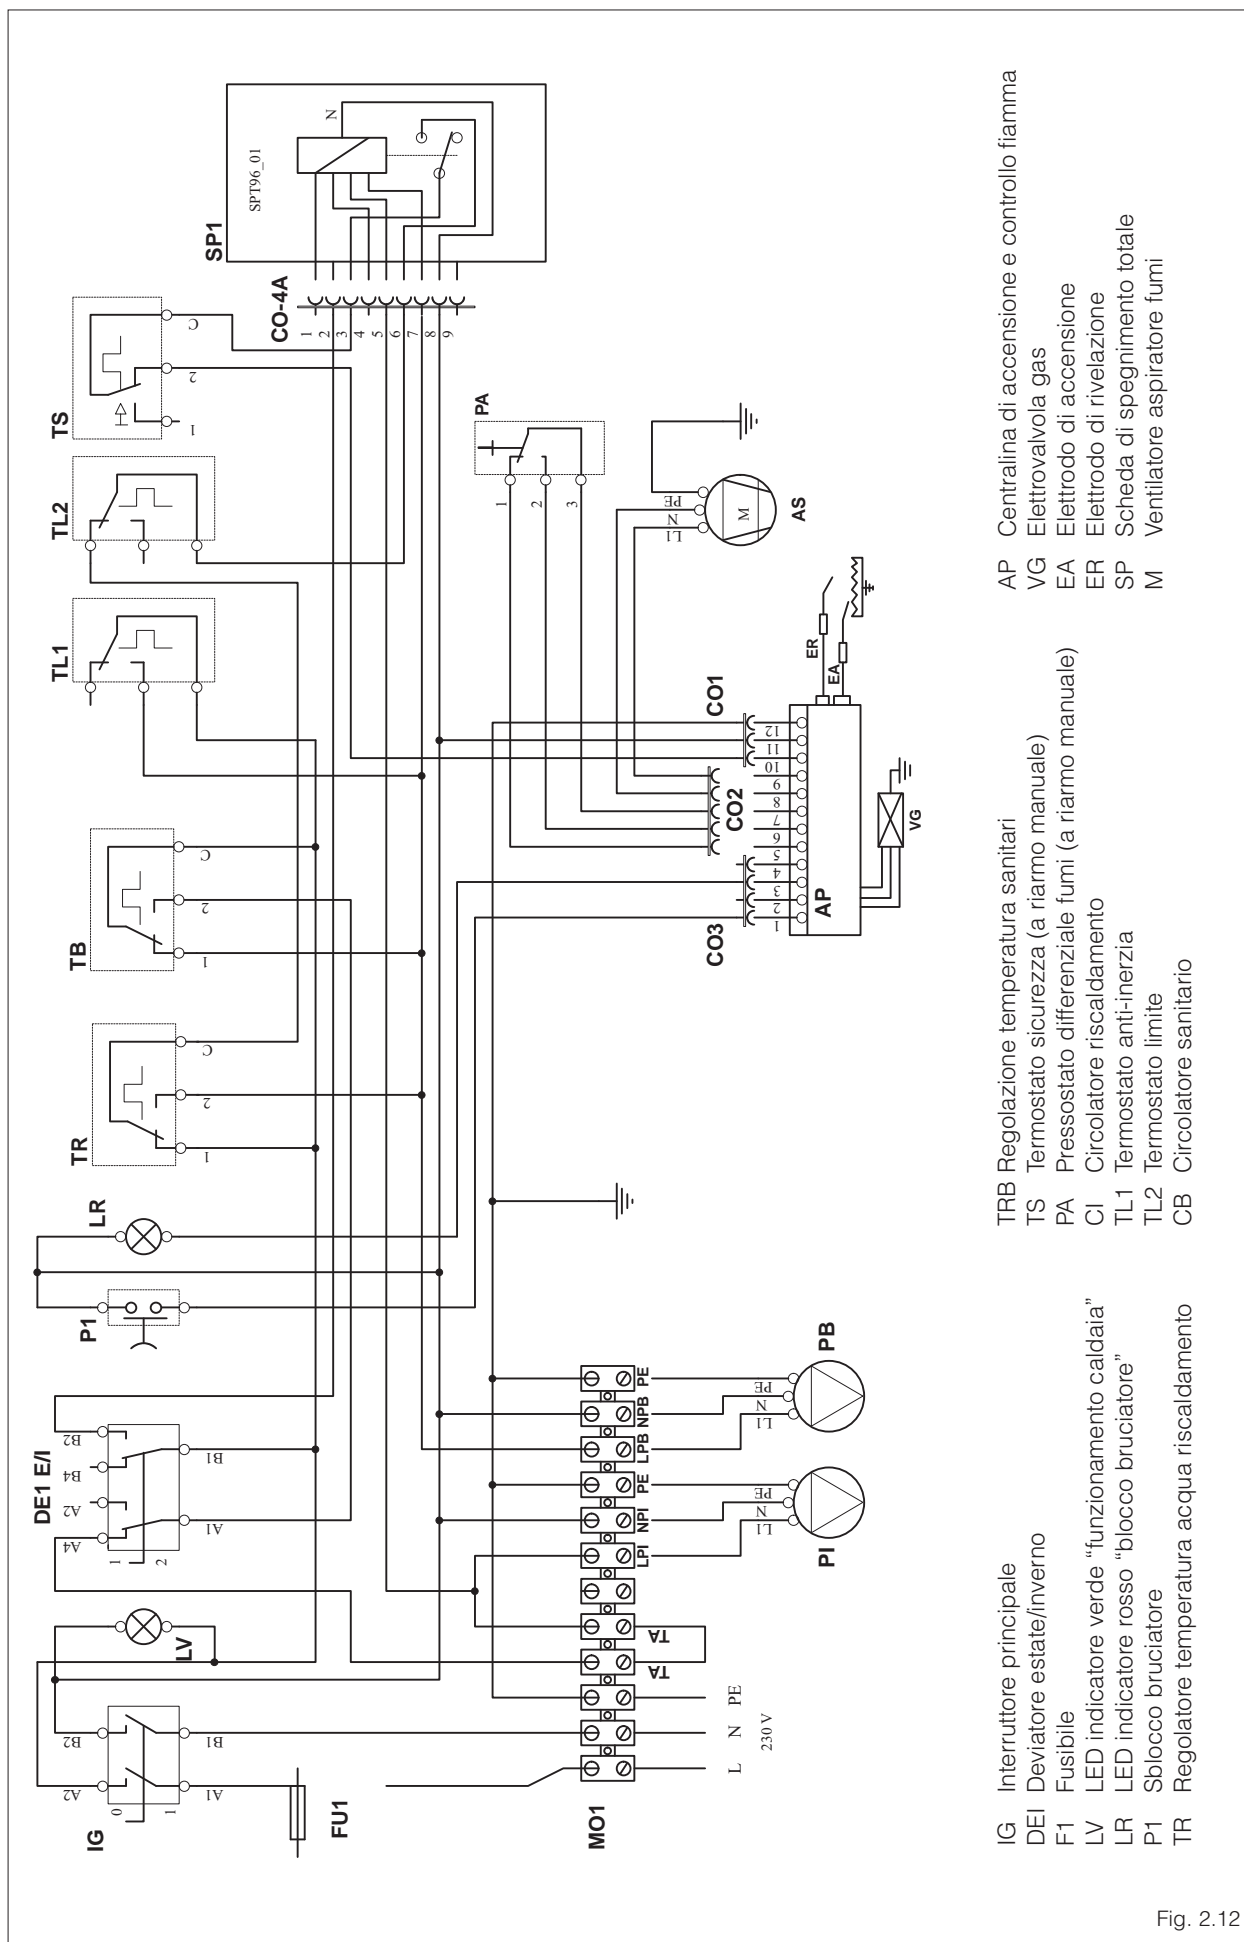 SP1
SPT96_01
N
CO-4A
1
2
3
4
5
6
7
8
9
TS
C
2
1
TL2
TL1
TB
C
2
1
TR
C
2
1
LR
P1
DE1 E/I
B2
B4
A2
A4
B1
A1
1
2
LV
IG
B2
A2
B1
A1
0
1
FU1
PA
1
2
3
AS
M
PE
N
L1
ER
EA
CO1
CO2
CO3
12
11
10
9
8
7
6
5
4
3
2
1
AP
VG
MO1
L
N
PE
230 V
TA
TA
LPI
NPI
PE
LPB
NPB
PE
PI
L1
N
PE
PB
L1
N
PE
IG Interruttore principale
DEI Deviatore estate/inverno
F1 Fusibile
LV LED indicatore verde “funzionamento caldaia”
LR LED indicatore rosso “blocco bruciatore”
P1 Sblocco bruciatore
TR Regolatore temperatura acqua riscaldamento
TRB Regolazione temperatura sanitari
TS Termostato sicurezza (a riarmo manuale)
PA Pressostato differenziale fumi (a riarmo manuale)
CI Circolatore riscaldamento
TL1 Termostato anti-inerzia
TL2 Termostato limite
CB Circolatore sanitario
AP Centralina di accensione e controllo fiamma
VG Elettrovalvola gas
EA Elettrodo di accensione
ER Elettrodo di rivelazione
SP Scheda di spegnimento totale
M Ventilatore aspiratore fumi
Fig. 2.12